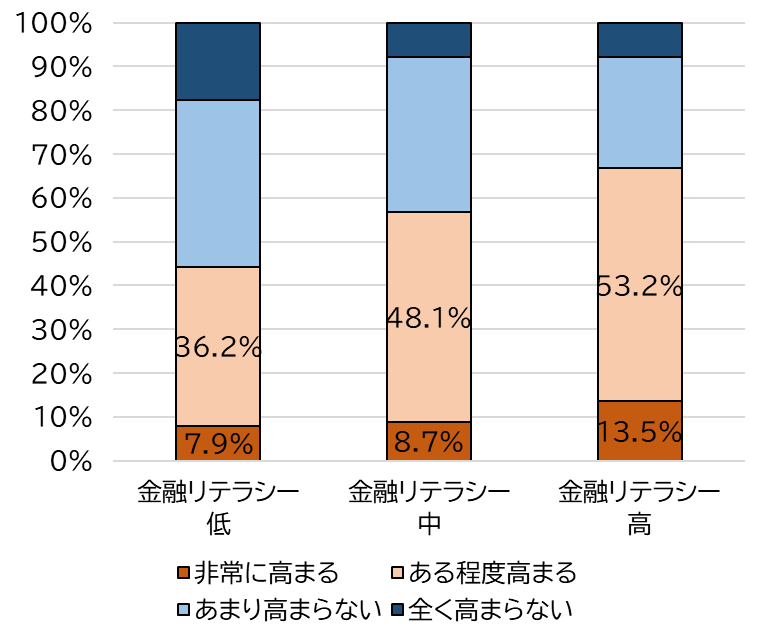 100%
90%
80%
70%
60%
50%
40%
30%
20%
10%
0%
36.2%
7.9%
48.1%
8.7%
53.2%
13.5%
金融リテラシー
低
金融リテラシー
中
金融リテラシー
高
非常に高まる
ある程度高まる
あまり高まらない
全く高まらない